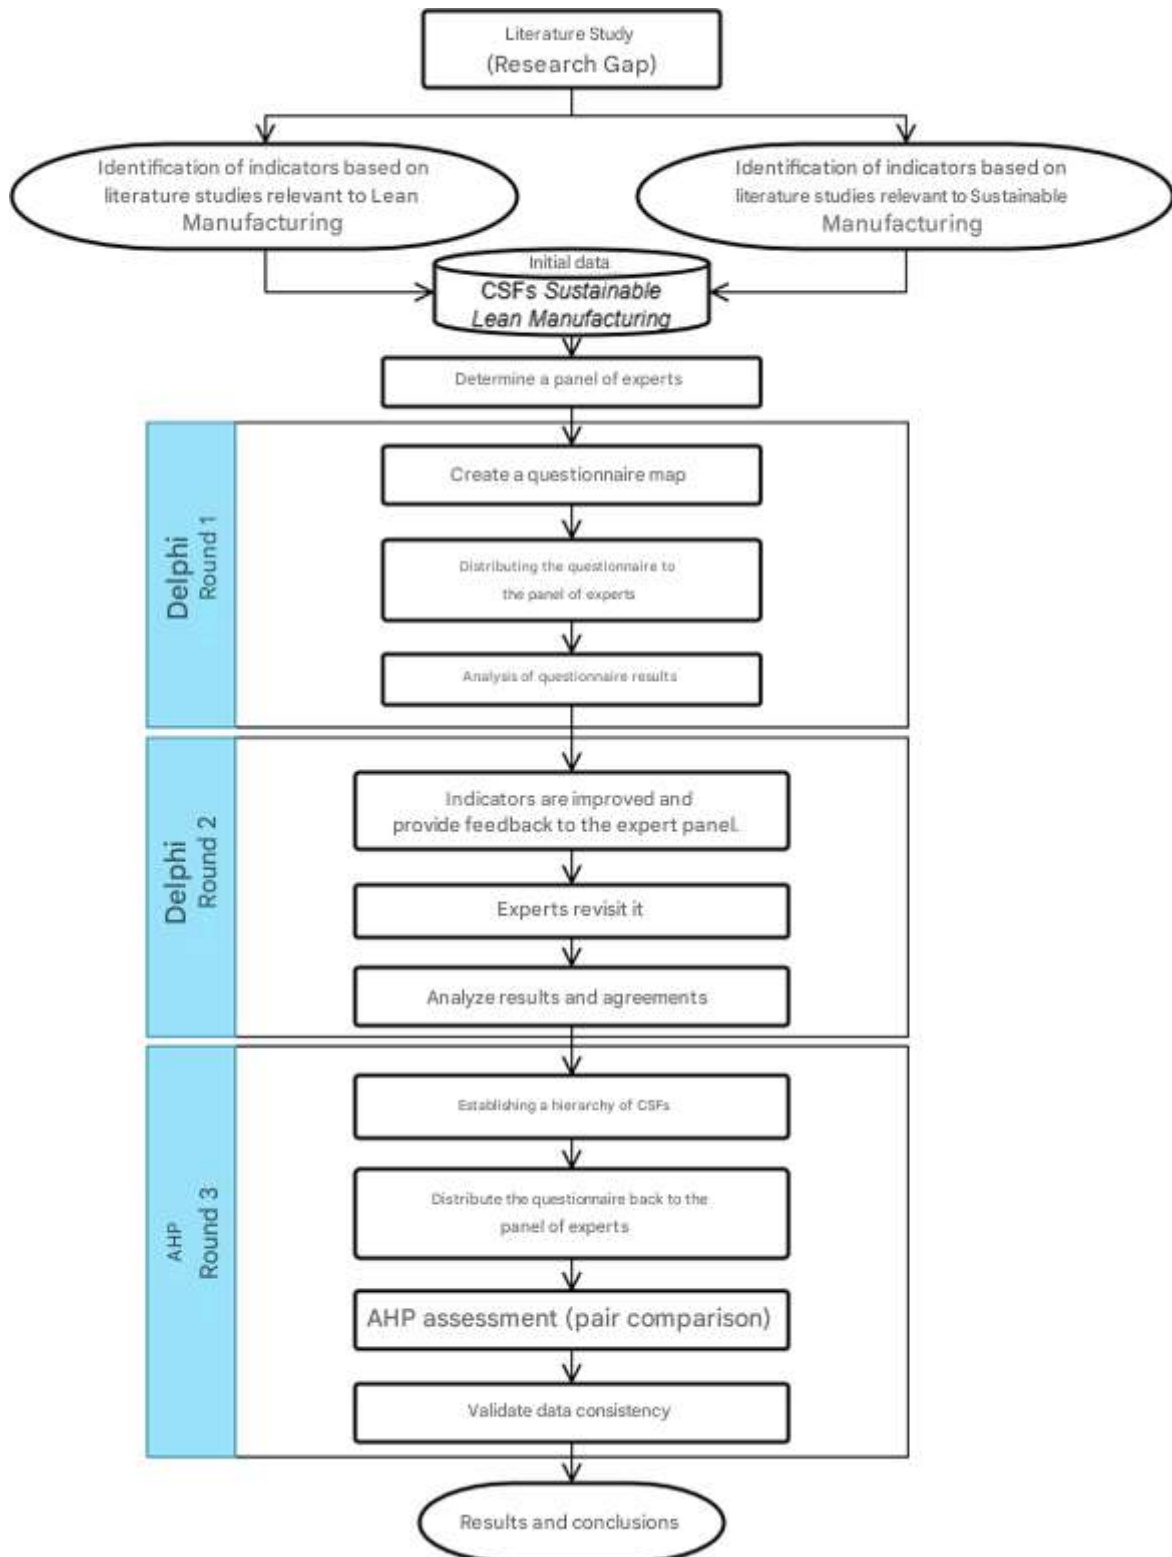 Literature Study
(Research Gap)
Identification of indicators based on
literature studies relevant to Lean
Manufacturing
Identification of indicators based on
literature studies relevant to Sustainable
Manufacturing
Initial data
CSFs Sustainable
Lean Manufacturing
Determine a panel of experts
Delphi
Round 1
Create a questionnaire map
Distributing the questionnaire to
the panel of experts
Analysis of questionnaire results
Delphi
Round 2
Indicators are improved and
provide feedback to the expert panel.
Experts revisit it
Analyze results and agreements
AHP
Round 3
Establishing a hierarchy of CSFs
Distribute the questionnaire back to the
panel of experts
AHP assessment (pair comparison)
Validate data consistency
Results and conclusions